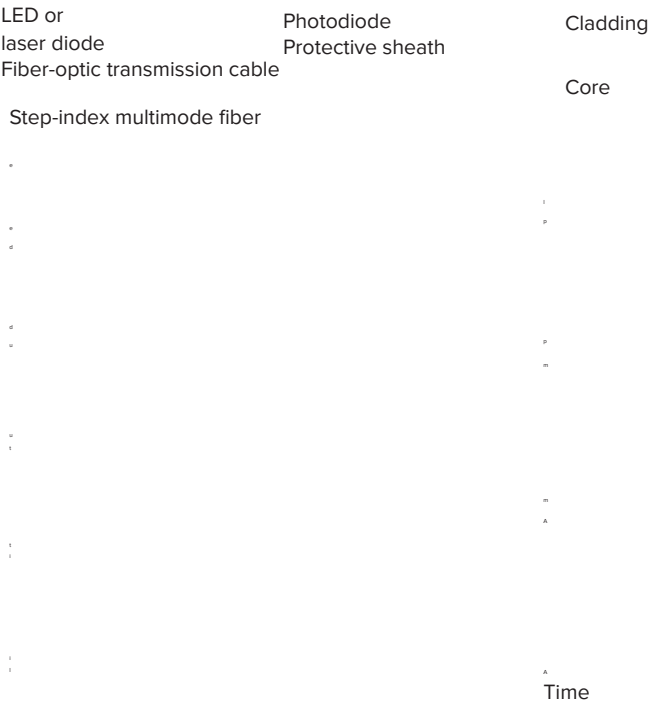 LED or
laser diode
Fiber-optic transmission cable
Photodiode
Protective sheath
Cladding
Core
Step-index multimode fiber
e
e
d
d
u
u
t
t
i
i
l
l
p
p
m
m
A
A
Time